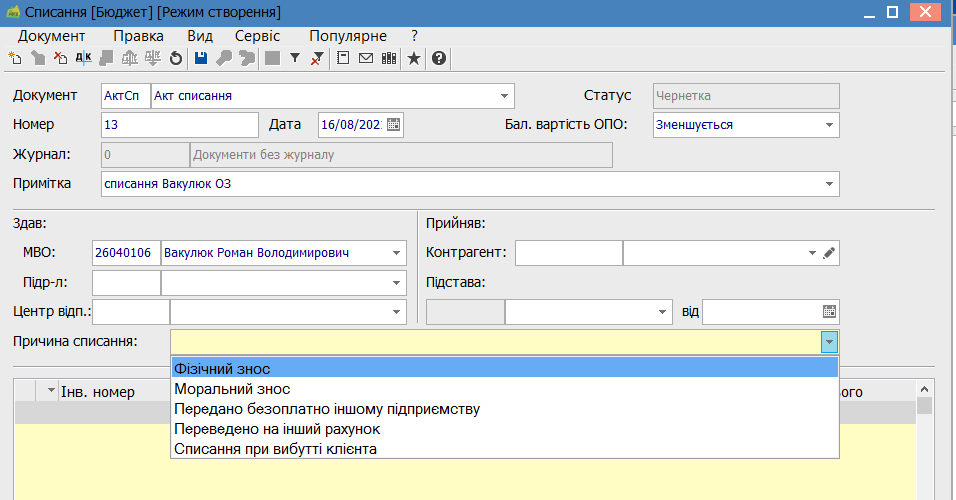 Списання [Бюджет] [Режим створення]
Документ Правка Вид Сервіс Популярне ?
Документ АктСп Акт списання Статус Чернетка
Номер 13 Дата 16/08/202 Бал. вартість ОПО: Зменшується
Журнал: 0 Документи без журналу
Примітка списання Вакулюк ОЗ
Здав: Прийняв:
МВО: 26040106 Вакулюк Роман Володимирович Контрагент:
Підр-л: Підстава:
Центр відп.: від
Причина списання:
Фізічний знос
Інв. номер ього
Моральний знос
Передано безоплатно іншому підприємству
Переведено на інший рахунок
Списання при вибутті клієнта